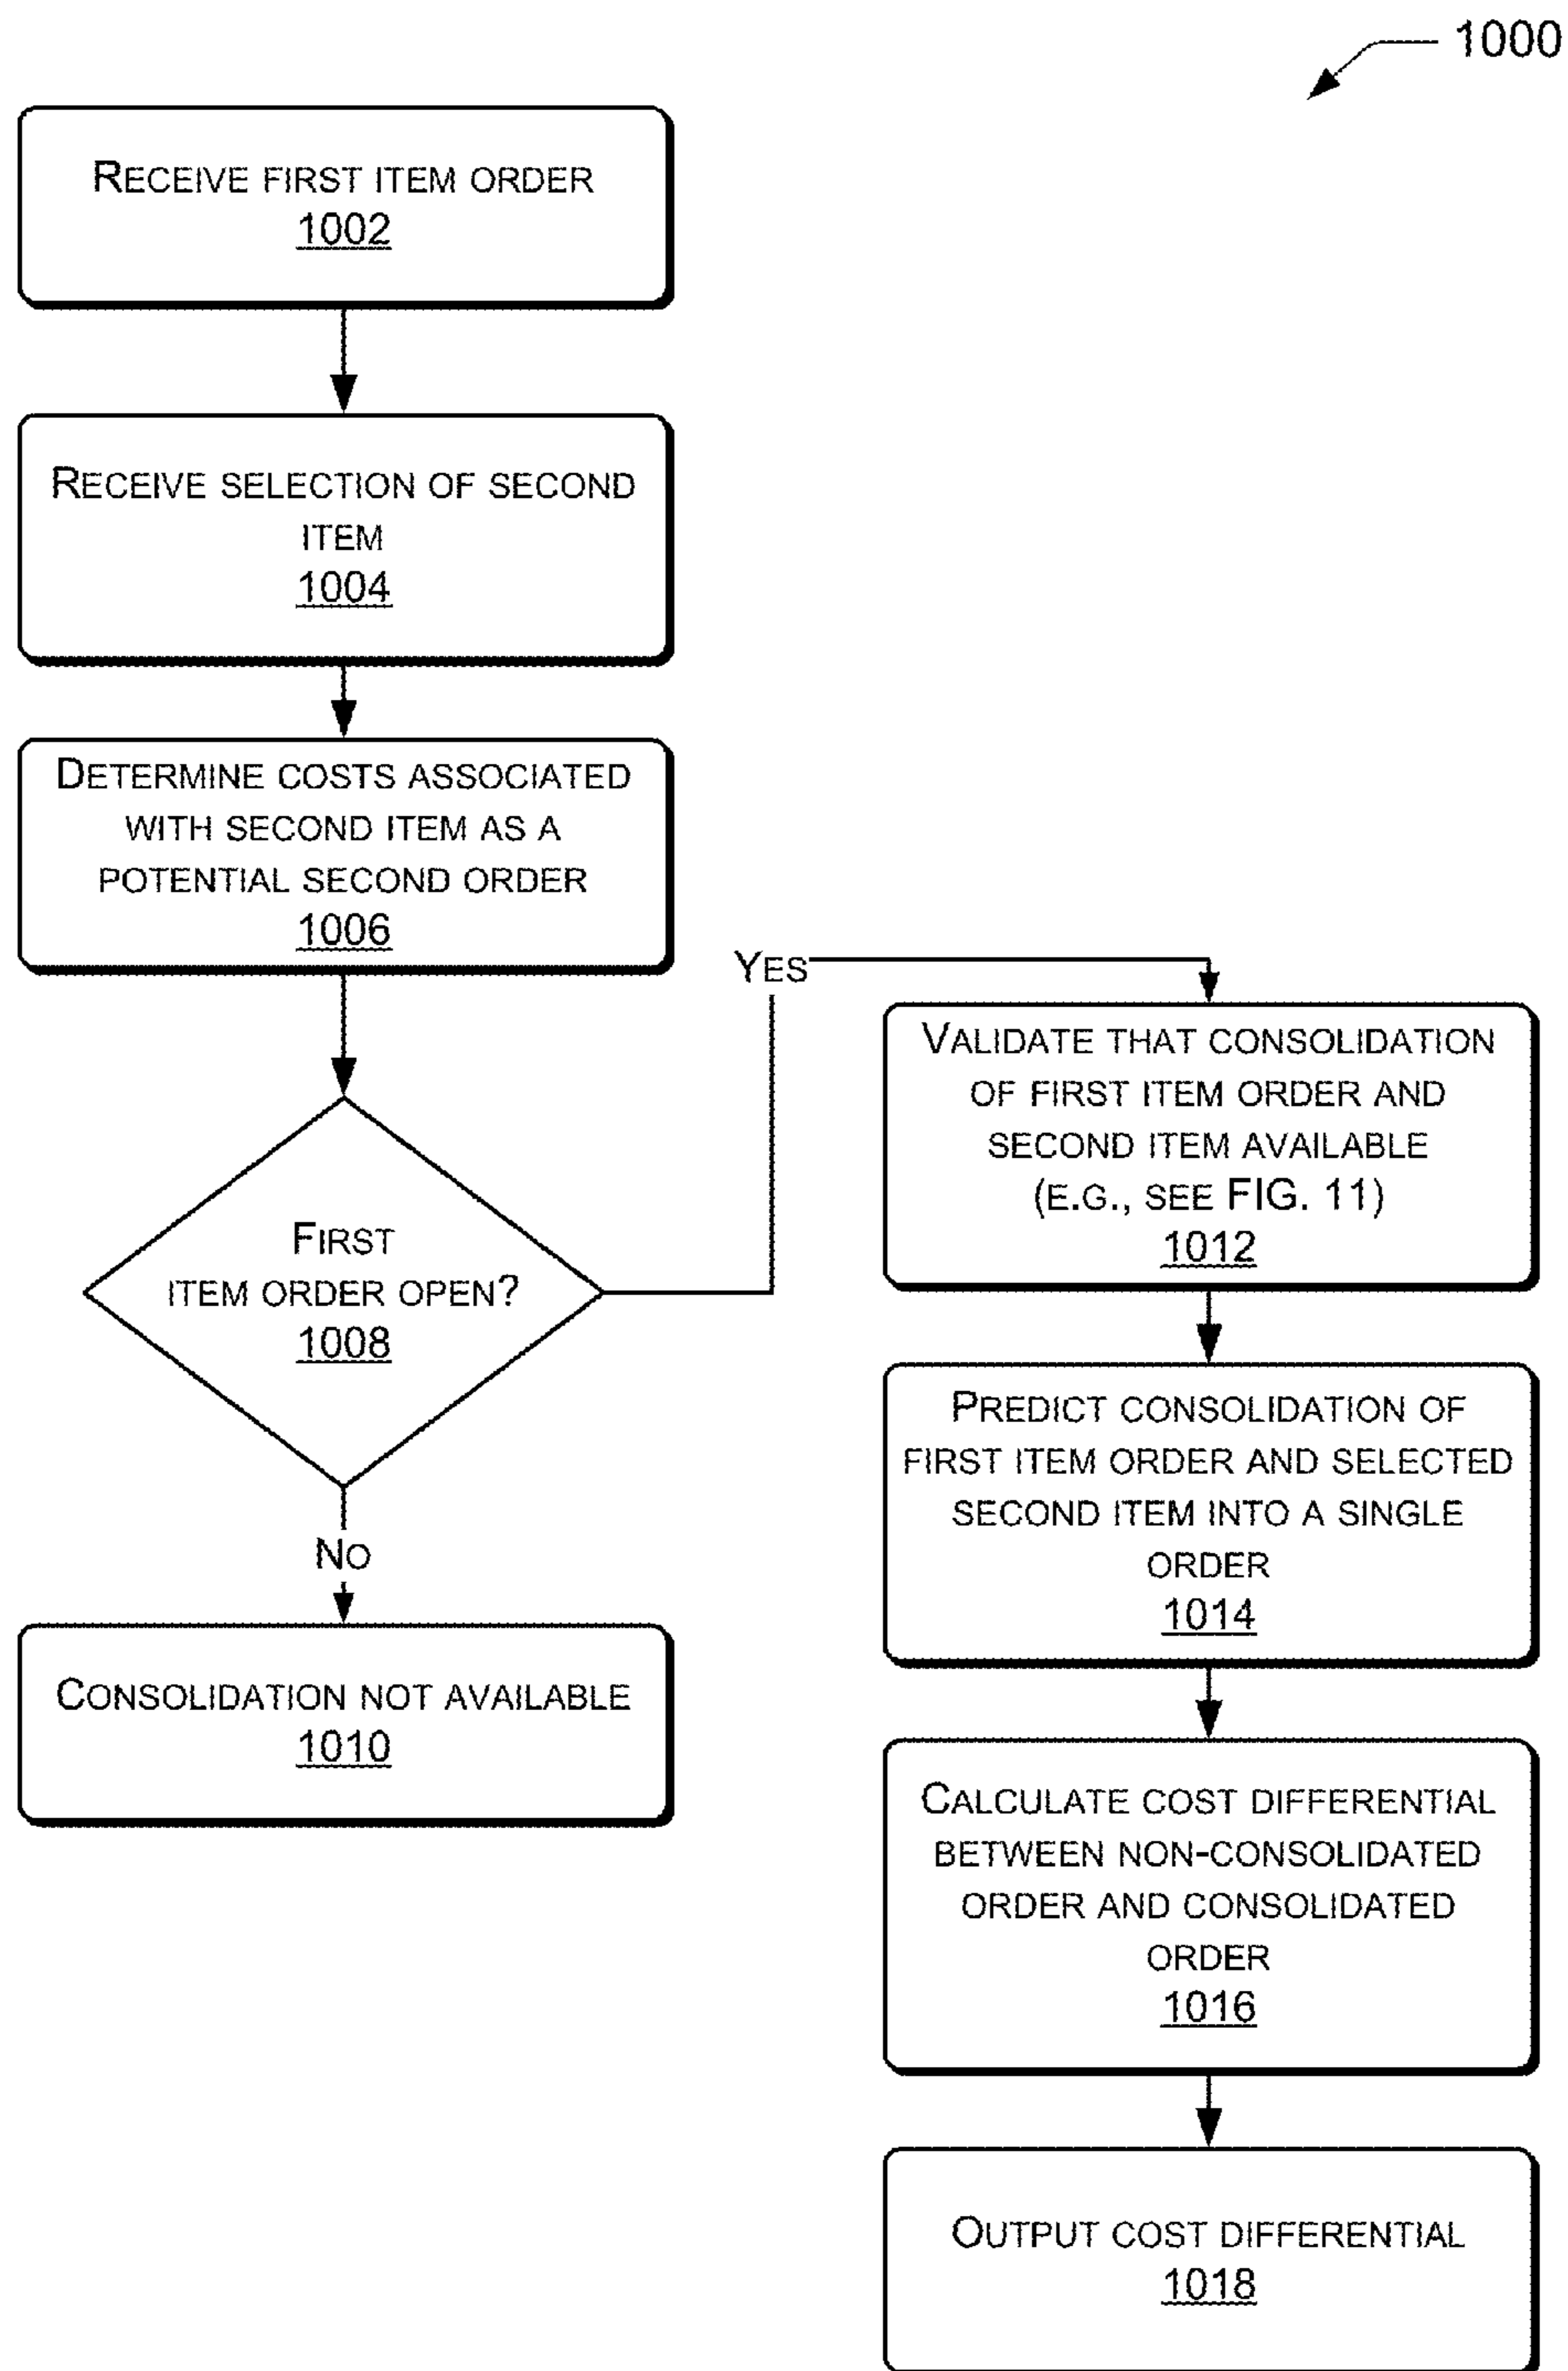 1000
RECEIVE FIRST ITEM ORDER
1002
RECEIVE SELECTION OF SECOND
ITEM
1004
DETERMINE COSTS ASSOCIATED
WITH SECOND ITEM AS A
POTENTIAL SECOND ORDER
1006
FIRST
ITEM ORDER OPEN?
1008
NO
CONSOLIDATION NOT AVAILABLE
1010
YES
VALIDATE THAT CONSOLIDATION
OF FIRST ITEM ORDER AND
SECOND ITEM AVAILABLE
(E.G., SEE FIG. 11)
1012
PREDICT CONSOLIDATION OF
FIRST ITEM ORDER AND SELECTED
SECOND ITEM INTO A SINGLE
ORDER
1014
CALCULATE COST DIFFERENTIAL
BETWEEN NON-CONSOLIDATED
ORDER AND CONSOLIDATED
ORDER
1016
OUTPUT COST DIFFERENTIAL
1018